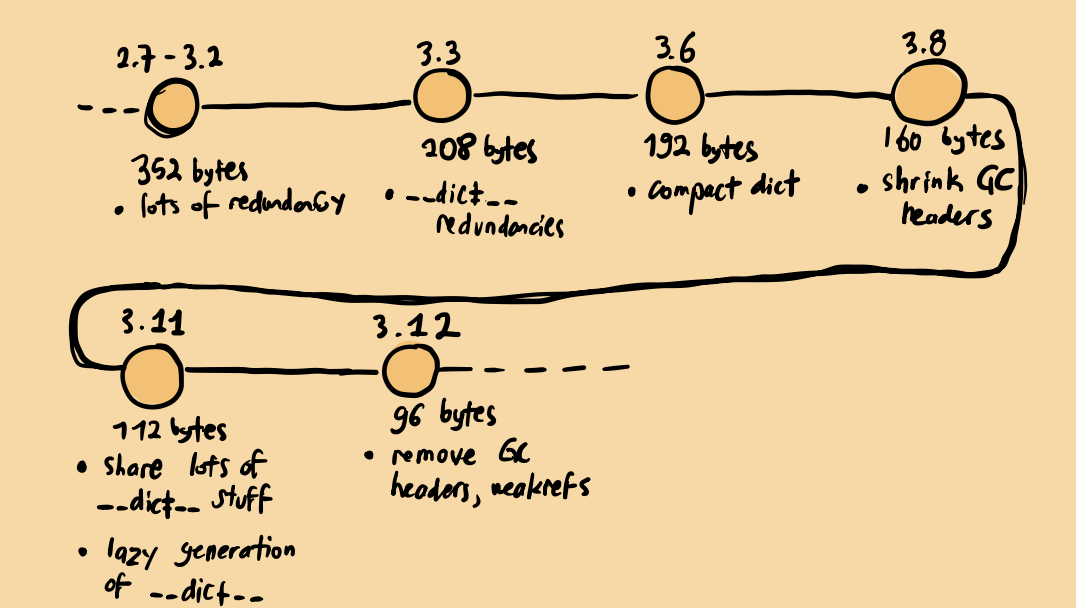 2.7 - 3.2
352 bytes
• lots of redundancy
3.3
208 bytes
• __dict__
redundancies
3.6
192 bytes
• compact dict
3.8
160 bytes
• shrink GC
headers
3.11
112 bytes
• share lots of
__dict__ stuff
• lazy generation
of __dict__
3.12
96 bytes
• remove GC
headers, weakrefs